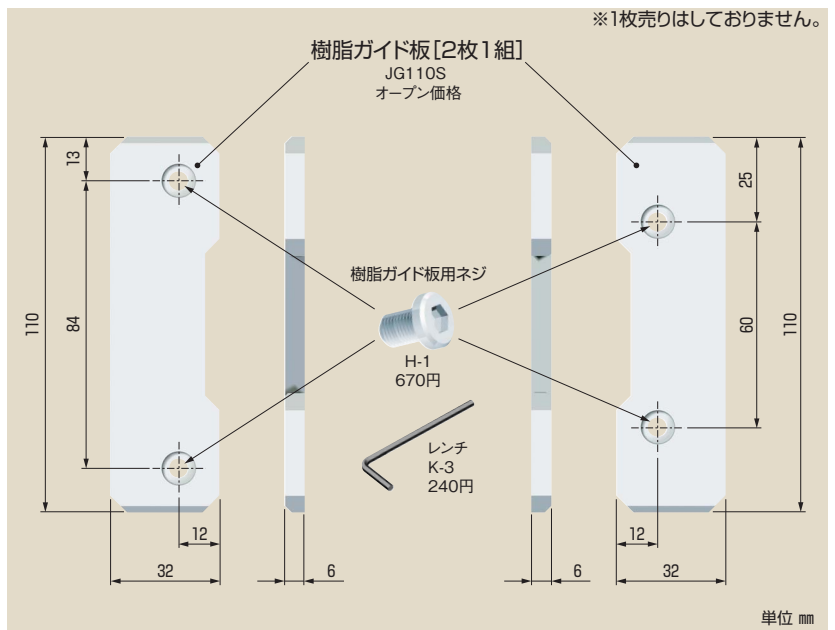 ※1枚売りはしておりません。
樹脂ガイド板[2枚1組]
JG110S
オープン価格
13
84
110
12
32
6
樹脂ガイド板用ネジ
H-1
670円
レンチ
K-3
240円
25
60
110
12
32
6
単位 ㎜